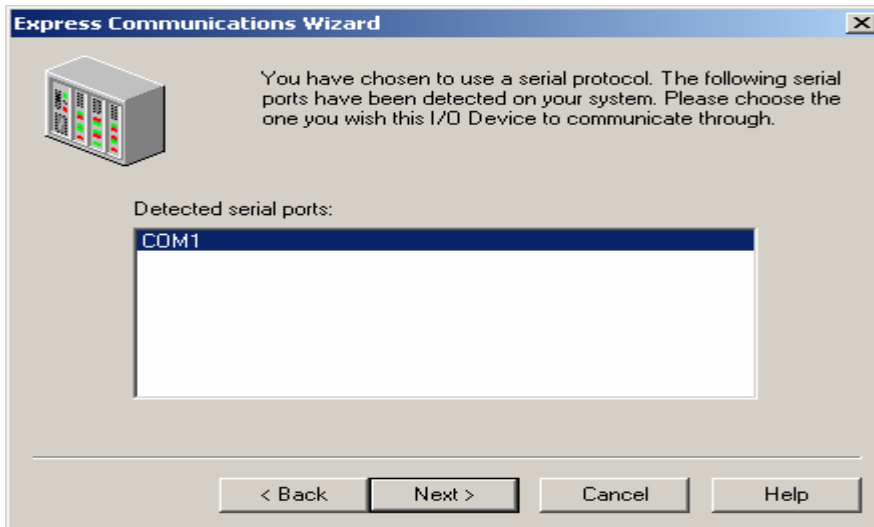 Express Communications Wizard
You have chosen to use a serial protocol. The following serial
ports have been detected on your system. Please choose the
one you wish this I/O Device to communicate through.
Detected serial ports:
COM1
< Back
Next >
Cancel
Help